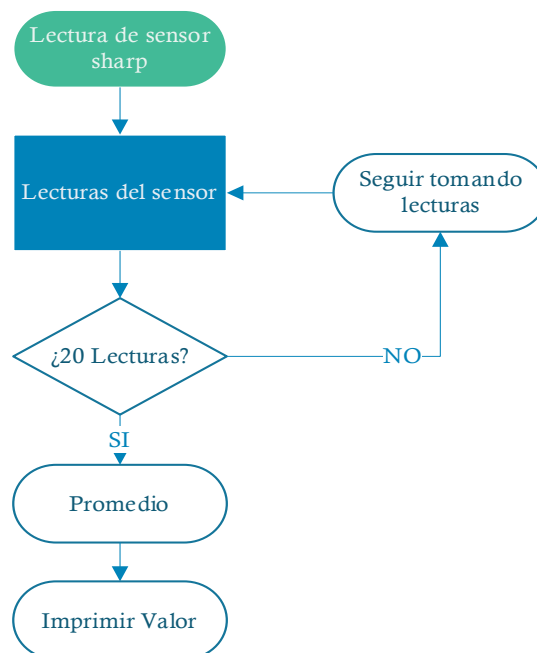 Lectura de sensor
sharp
Lecturas del sensor
Seguir tomando
lecturas
¿20 Lecturas?
NO
SI
Promedio
Imprimir Valor